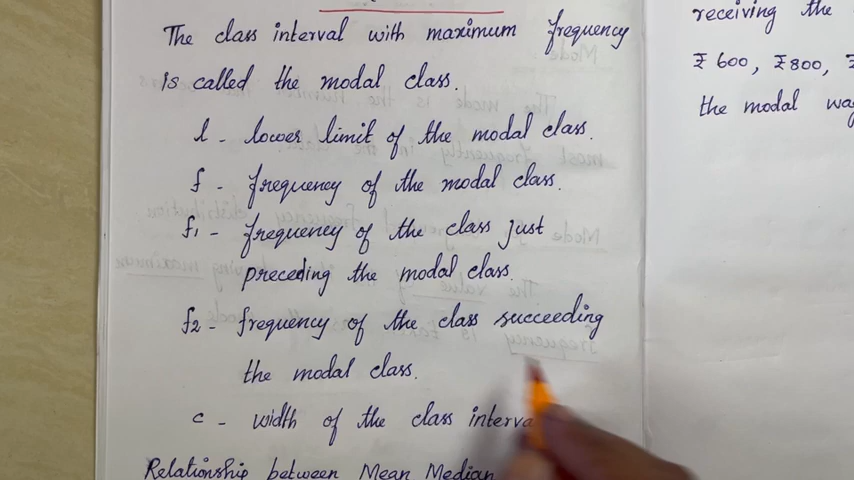 The class interval with maximum frequency
is called the modal class.
l - lower limit of the modal class.
f - frequency of the modal class.
f1 - frequency of the class just
preceding the modal class.
f2 - frequency of the class succeeding
the modal class.
c - width of the class interva
Relationship between Mean Median
receiving the
₹ 600, ₹ 800, ₹
the modal wa